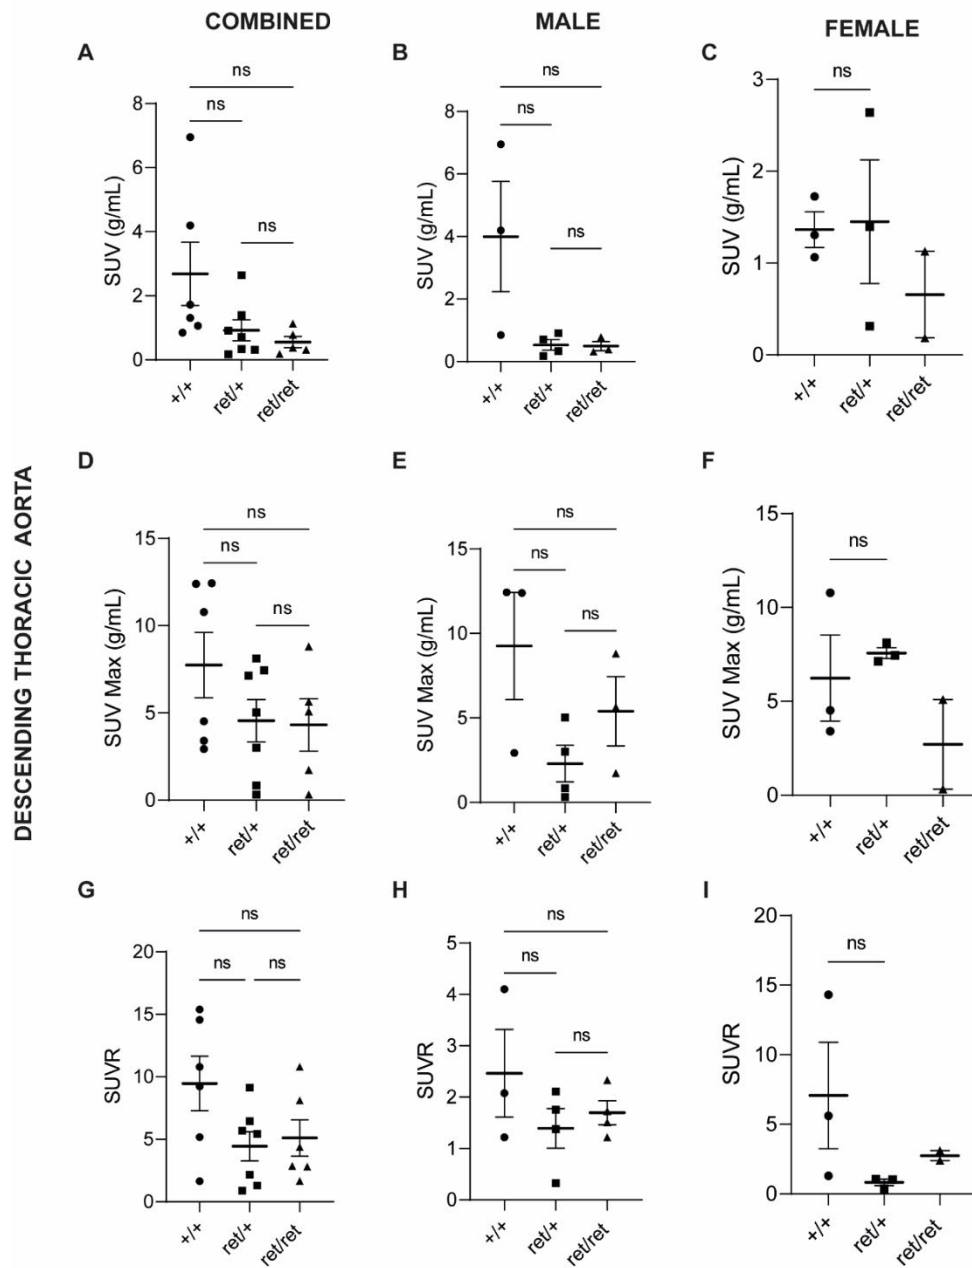 COMBINED
MALE
FEMALE
DESCENDING THORACIC AORTA
A
ns
ns
ns
SUV (g/mL)
8
6
4
2
0
+/+
ret/+
ret/ret
B
ns
ns
ns
SUV (g/mL)
8
6
4
2
0
+/+
ret/+
ret/ret
C
ns
SUV (g/mL)
3
2
1
0
+/+
ret/+
ret/ret
D
ns
ns
ns
SUV Max (g/mL)
15
10
5
0
+/+
ret/+
ret/ret
E
ns
ns
ns
SUV Max (g/mL)
15
10
5
0
+/+
ret/+
ret/ret
F
ns
SUV Max (g/mL)
15
10
5
0
+/+
ret/+
ret/ret
G
ns
ns
ns
SUVR
20
15
10
5
0
+/+
ret/+
ret/ret
H
ns
ns
ns
SUVR
5
4
3
2
1
0
+/+
ret/+
ret/ret
I
ns
SUVR
20
15
10
5
0
+/+
ret/+
ret/ret